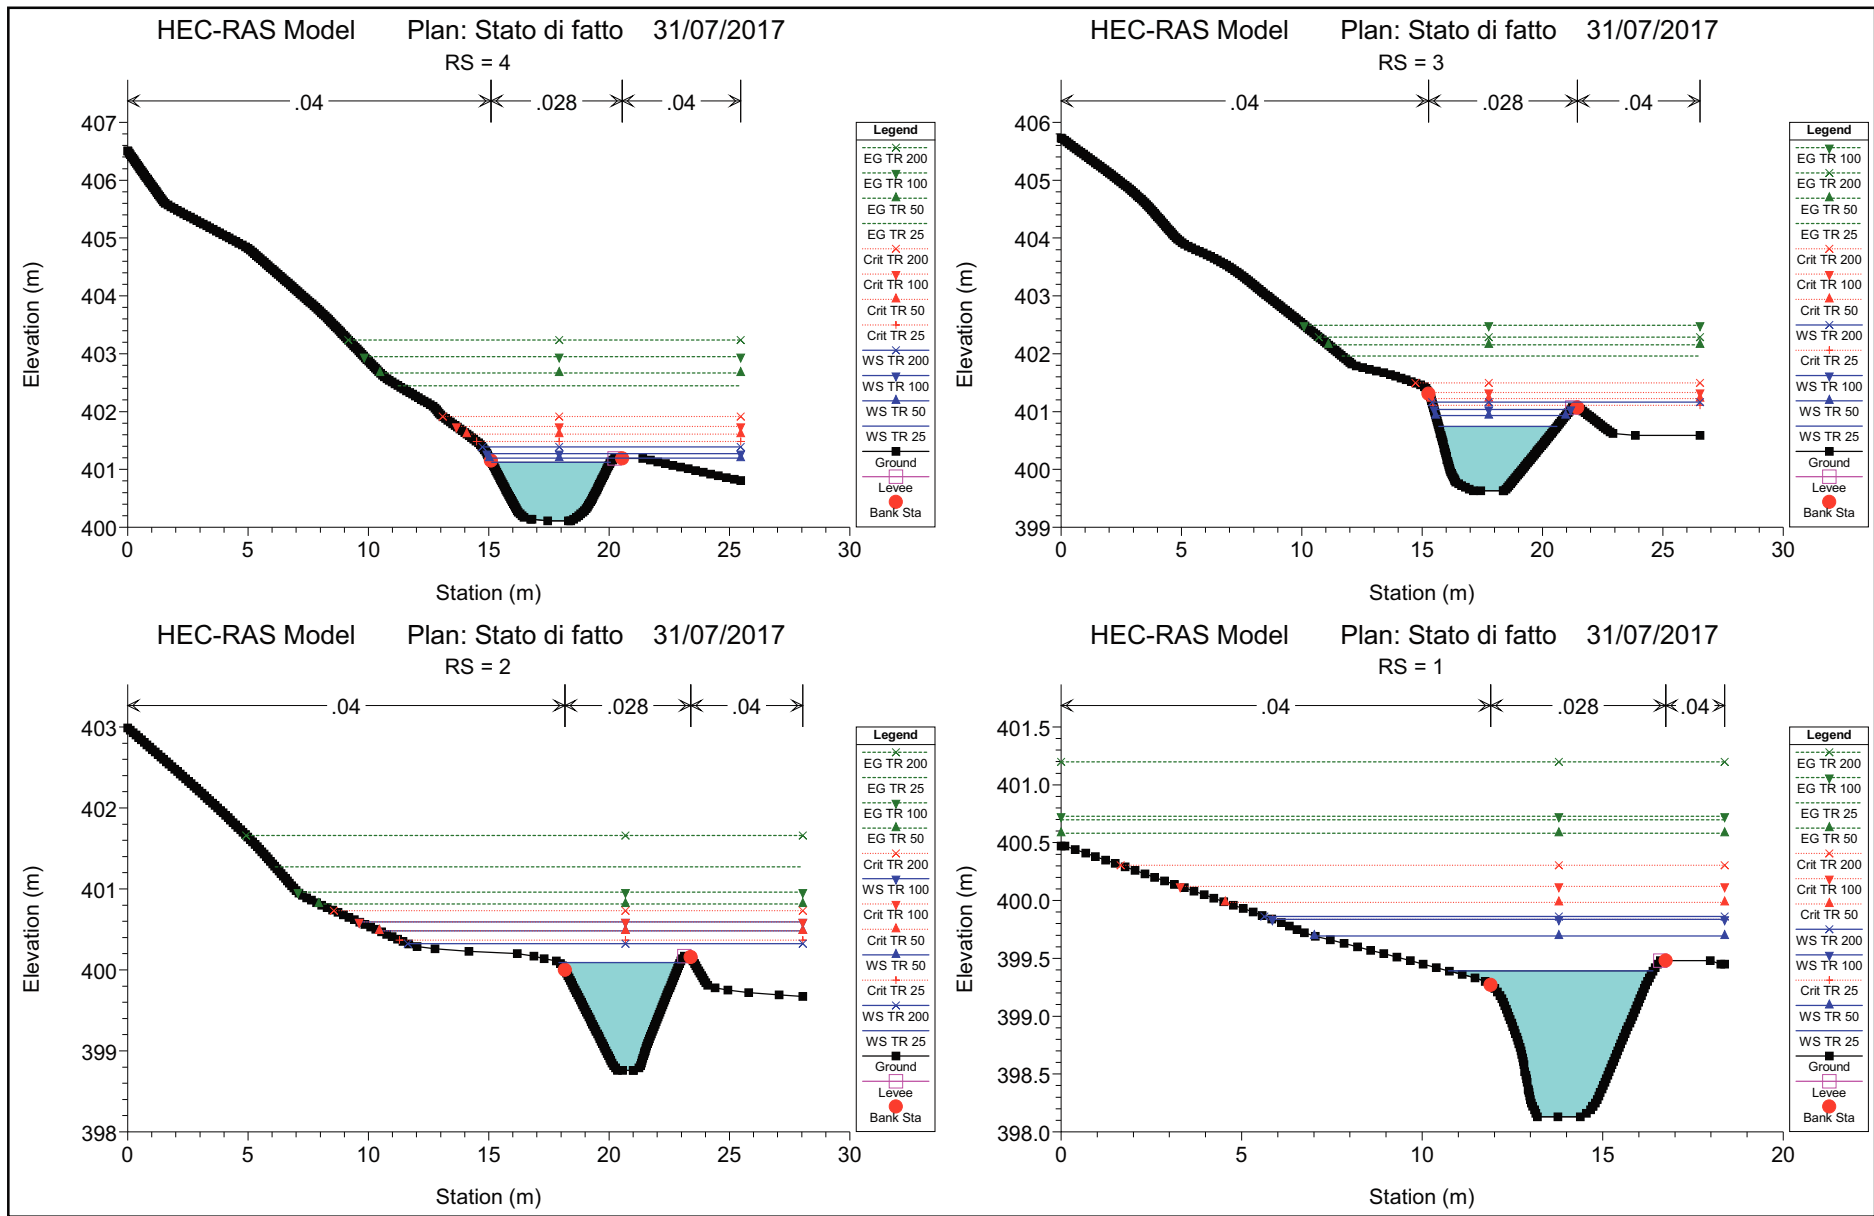 HEC-RAS Model Plan: Stato di fatto 31/07/2017
RS = 4
.04 .028 .04
407
406
405
404
403
402
401
400
Elevation (m)
0 5 10 15 20 25 30
Station (m)
Legend
EG TR 200
EG TR 100
EG TR 50
EG TR 25
Crit TR 200
Crit TR 100
Crit TR 50
Crit TR 25
WS TR 200
WS TR 100
WS TR 50
WS TR 25
Ground
Levee
Bank Sta
HEC-RAS Model Plan: Stato di fatto 31/07/2017
RS = 3
.04 .028 .04
406
405
404
403
402
401
400
399
Elevation (m)
0 5 10 15 20 25 30
Station (m)
Legend
EG TR 100
EG TR 200
EG TR 50
EG TR 25
Crit TR 200
Crit TR 100
Crit TR 50
WS TR 200
Crit TR 25
WS TR 100
WS TR 50
WS TR 25
Ground
Levee
Bank Sta
HEC-RAS Model Plan: Stato di fatto 31/07/2017
RS = 2
.04 .028 .04
403
402
401
400
399
398
Elevation (m)
0 5 10 15 20 25 30
Station (m)
Legend
EG TR 200
EG TR 25
EG TR 100
EG TR 50
Crit TR 200
WS TR 100
Crit TR 100
Crit TR 50
WS TR 50
Crit TR 25
WS TR 200
WS TR 25
Ground
Levee
Bank Sta
HEC-RAS Model Plan: Stato di fatto 31/07/2017
RS = 1
.04 .028 .04
401.5
401.0
400.5
400.0
399.5
399.0
398.5
398.0
Elevation (m)
0 5 10 15 20
Station (m)
Legend
EG TR 200
EG TR 100
EG TR 25
EG TR 50
Crit TR 200
Crit TR 100
Crit TR 50
WS TR 200
WS TR 100
Crit TR 25
WS TR 50
WS TR 25
Ground
Levee
Bank Sta